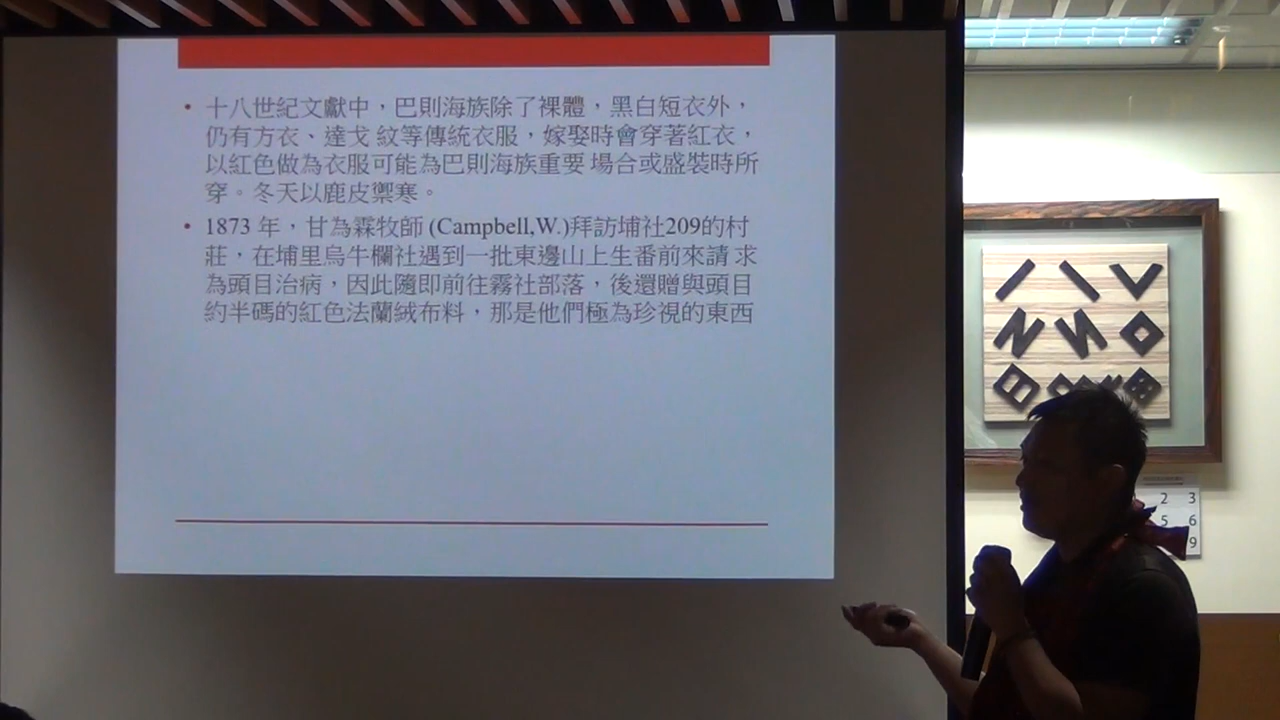 • 十八世紀文獻中，巴則海族除了裸體，黑白短衣外，
仍有方衣、達戈 紋等傳統衣服，嫁娶時會穿著紅衣，
以紅色做為衣服可能為巴則海族重要 場合或盛裝時所
穿。冬天以鹿皮禦寒。
• 1873 年，甘為霖牧師 (Campbell,W.)拜訪埔社209的村
莊，在埔里烏牛欄社遇到一批東邊山上生番前來請 求
為頭目治病，因此隨即前往霧社部落，後還贈與頭目
約半碼的紅色法蘭絨布料，那是他們極為珍視的東西
2 3
5 6
9